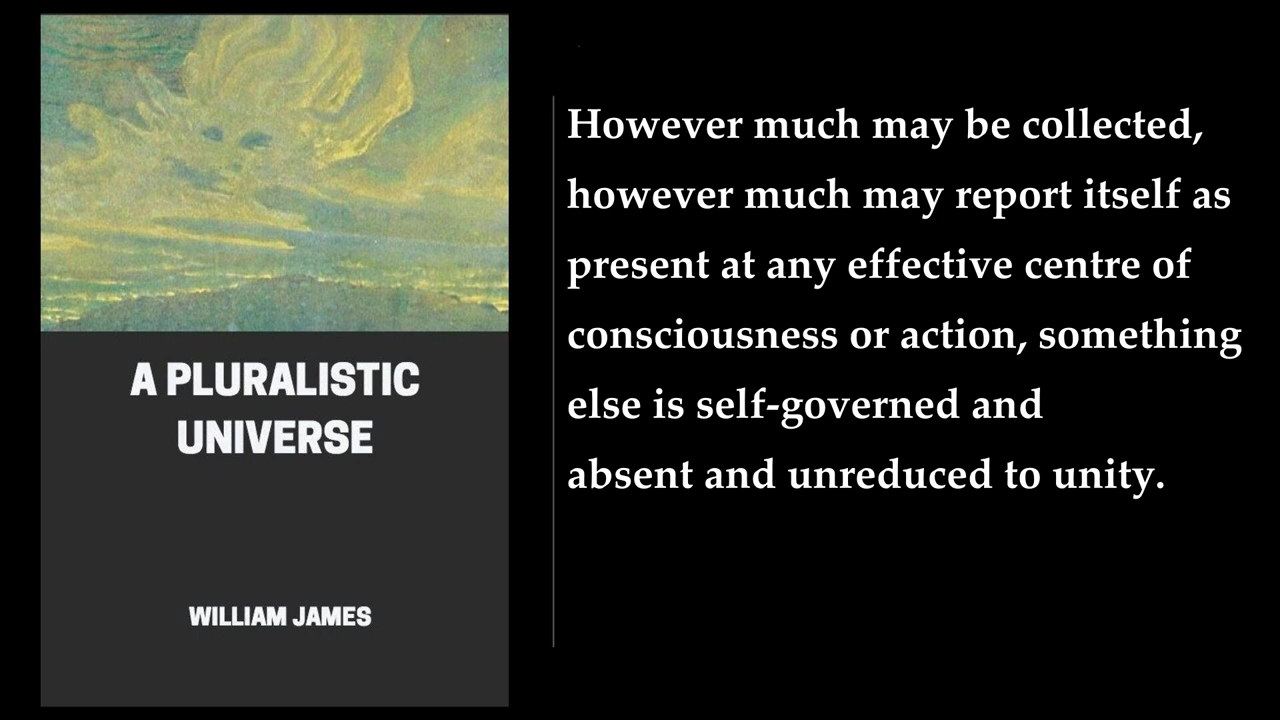 A PLURALISTIC
UNIVERSE
WILLIAM JAMES
However much may be collected,
however much may report itself as
present at any effective centre of
consciousness or action, something
else is self-governed and
absent and unreduced to unity.